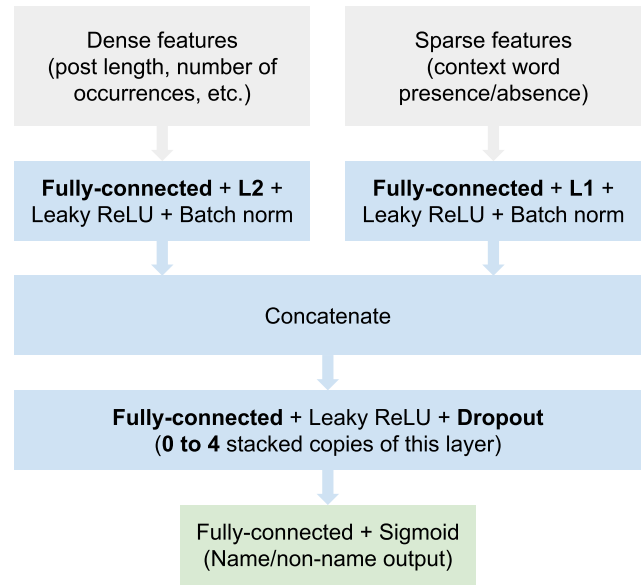 Dense features
(post length, number of
occurrences, etc.)
Sparse features
(context word
presence/absence)
Fully-connected + L2 +
Leaky ReLU + Batch norm
Fully-connected + L1 +
Leaky ReLU + Batch norm
Concatenate
Fully-connected + Leaky ReLU + Dropout
(0 to 4 stacked copies of this layer)
Fully-connected + Sigmoid
(Name/non-name output)